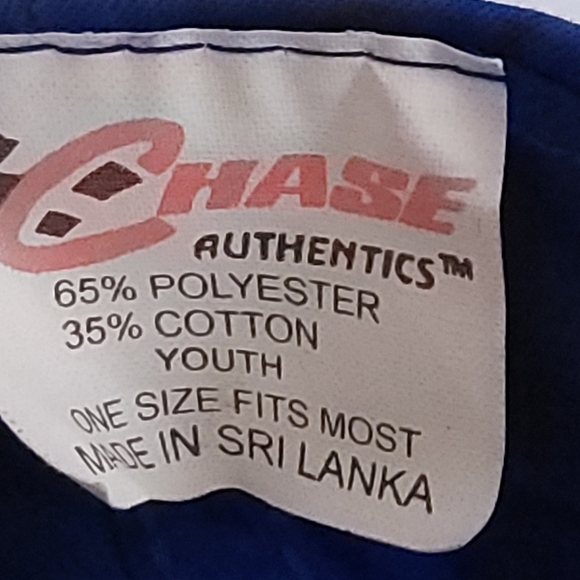 CHASE
AUTHENTICS™
65% POLYESTER
35% COTTON
YOUTH
ONE SIZE FITS MOST
MADE IN SRI LANKA